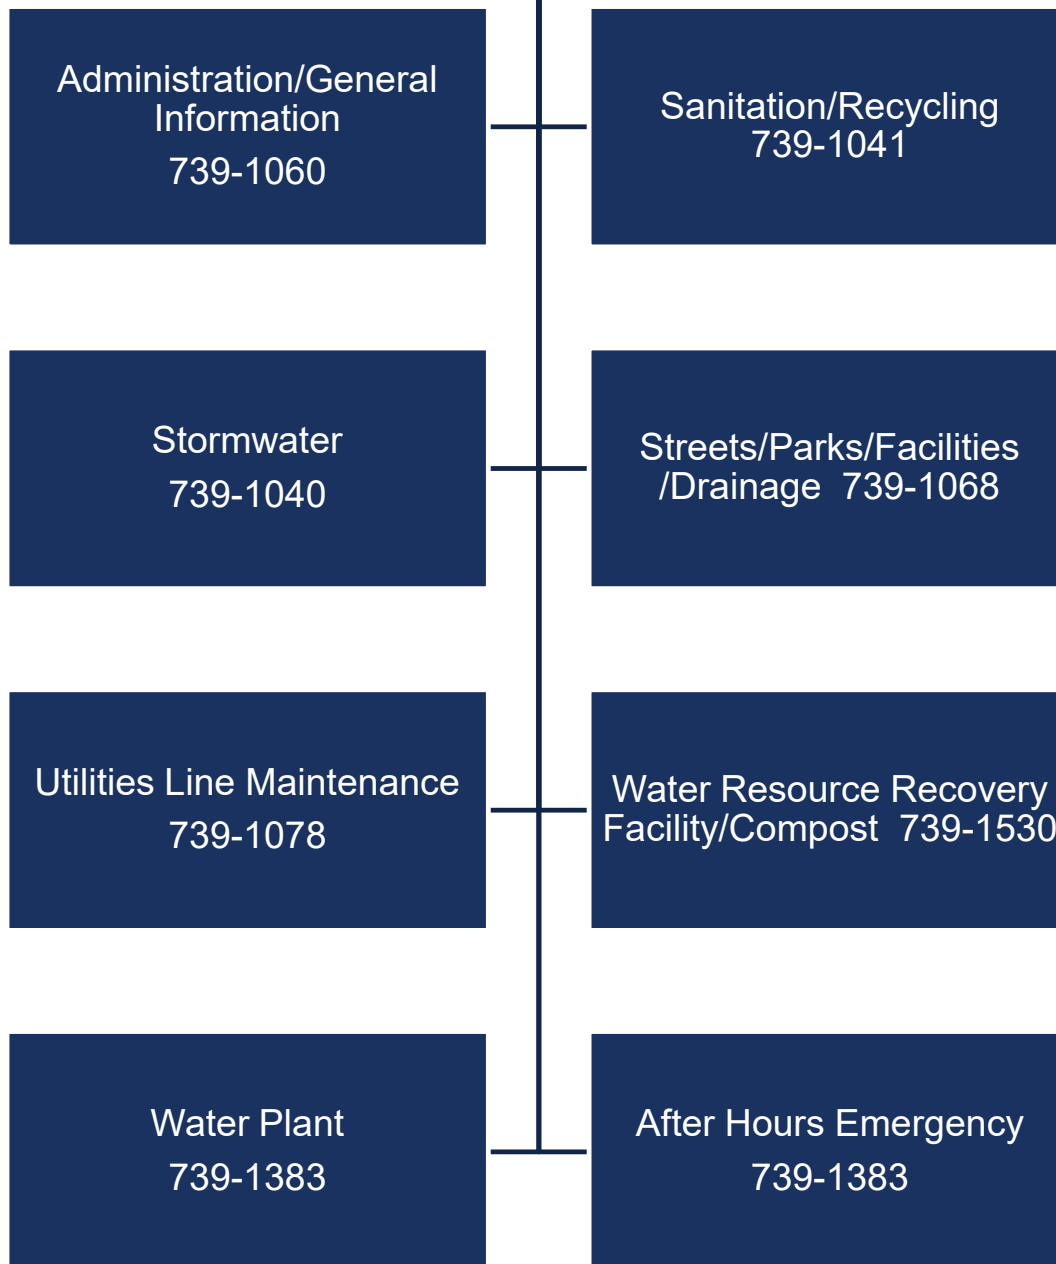 Administration/General
Information
739-1060
Sanitation/Recycling
739-1041
Stormwater
739-1040
Streets/Parks/Facilities
/Drainage  739-1068
Utilities Line Maintenance
739-1078
Water Resource Recovery
Facility/Compost  739-1530
Water Plant
739-1383
After Hours Emergency
739-1383